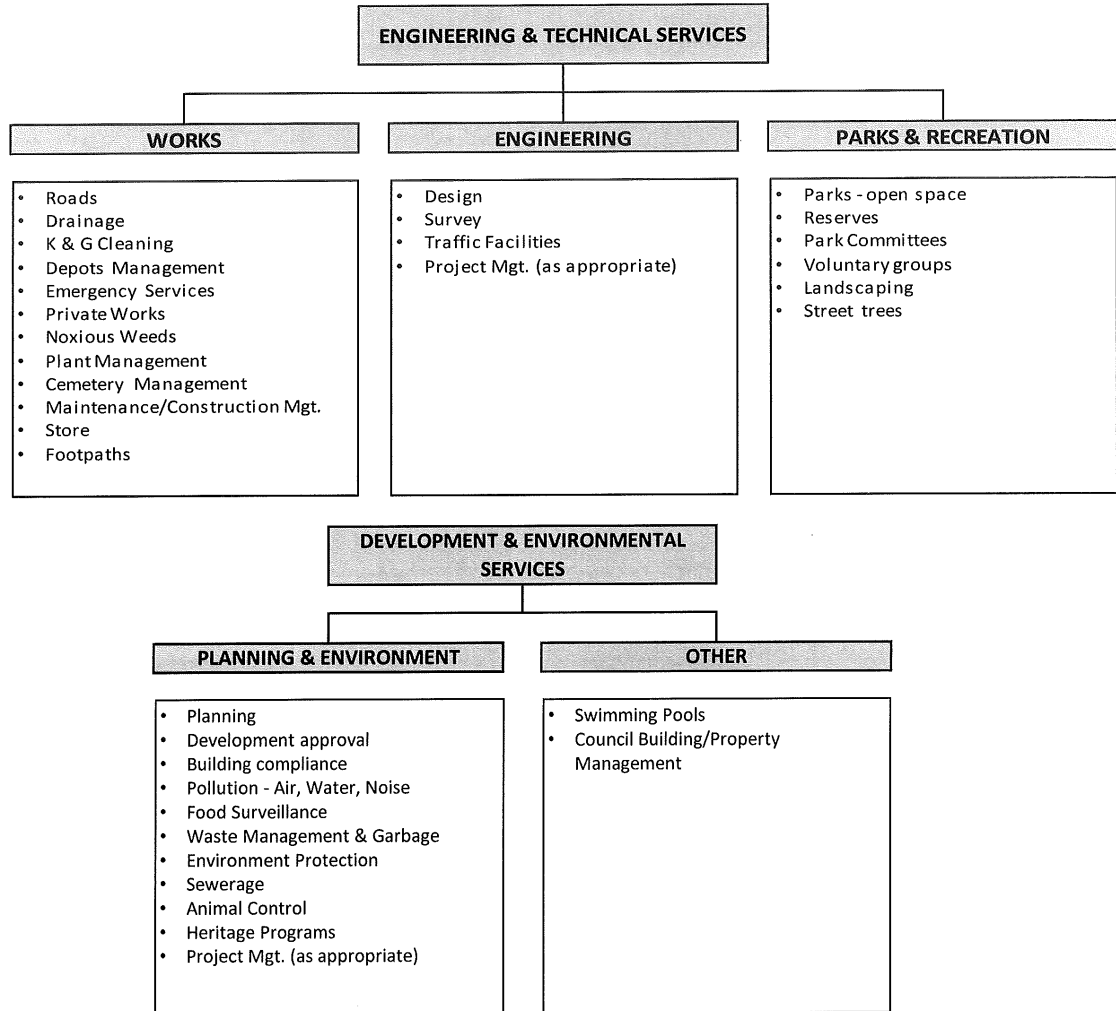 ENGINEERING & TECHNICAL SERVICES
WORKS
• Roads
• Drainage
• K & G Cleaning
• Depots Management
• Emergency Services
• Private Works
• Noxious Weeds
• Plant Management
• Cemetery Management
• Maintenance/Construction Mgt.
• Store
• Footpaths
ENGINEERING
• Design
• Survey
• Traffic Facilities
• Project Mgt. (as appropriate)
PARKS & RECREATION
• Parks - open space
• Reserves
• Park Committees
• Voluntary groups
• Landscaping
• Street trees
DEVELOPMENT & ENVIRONMENTAL
SERVICES
PLANNING & ENVIRONMENT
• Planning
• Development approval
• Building compliance
• Pollution - Air, Water, Noise
• Food Surveillance
• Waste Management & Garbage
• Environment Protection
• Sewerage
• Animal Control
• Heritage Programs
• Project Mgt. (as appropriate)
OTHER
• Swimming Pools
• Council Building/Property
Management